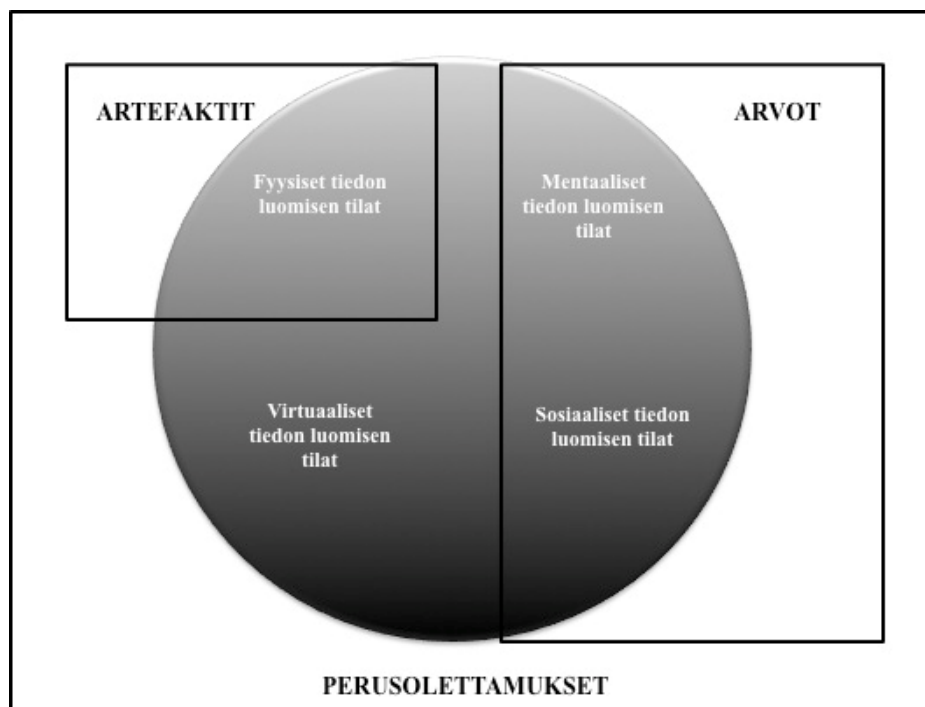 ARTEFAKTIT
ARVOT
Fyysiset tiedon
luomisen tilat
Mentaaliset
tiedon luomisen
tilat
Virtuaaliset
tiedon luomisen
tilat
Sosiaaliset tiedon
luomisen tilat
PERUSOLETTAMUKSET